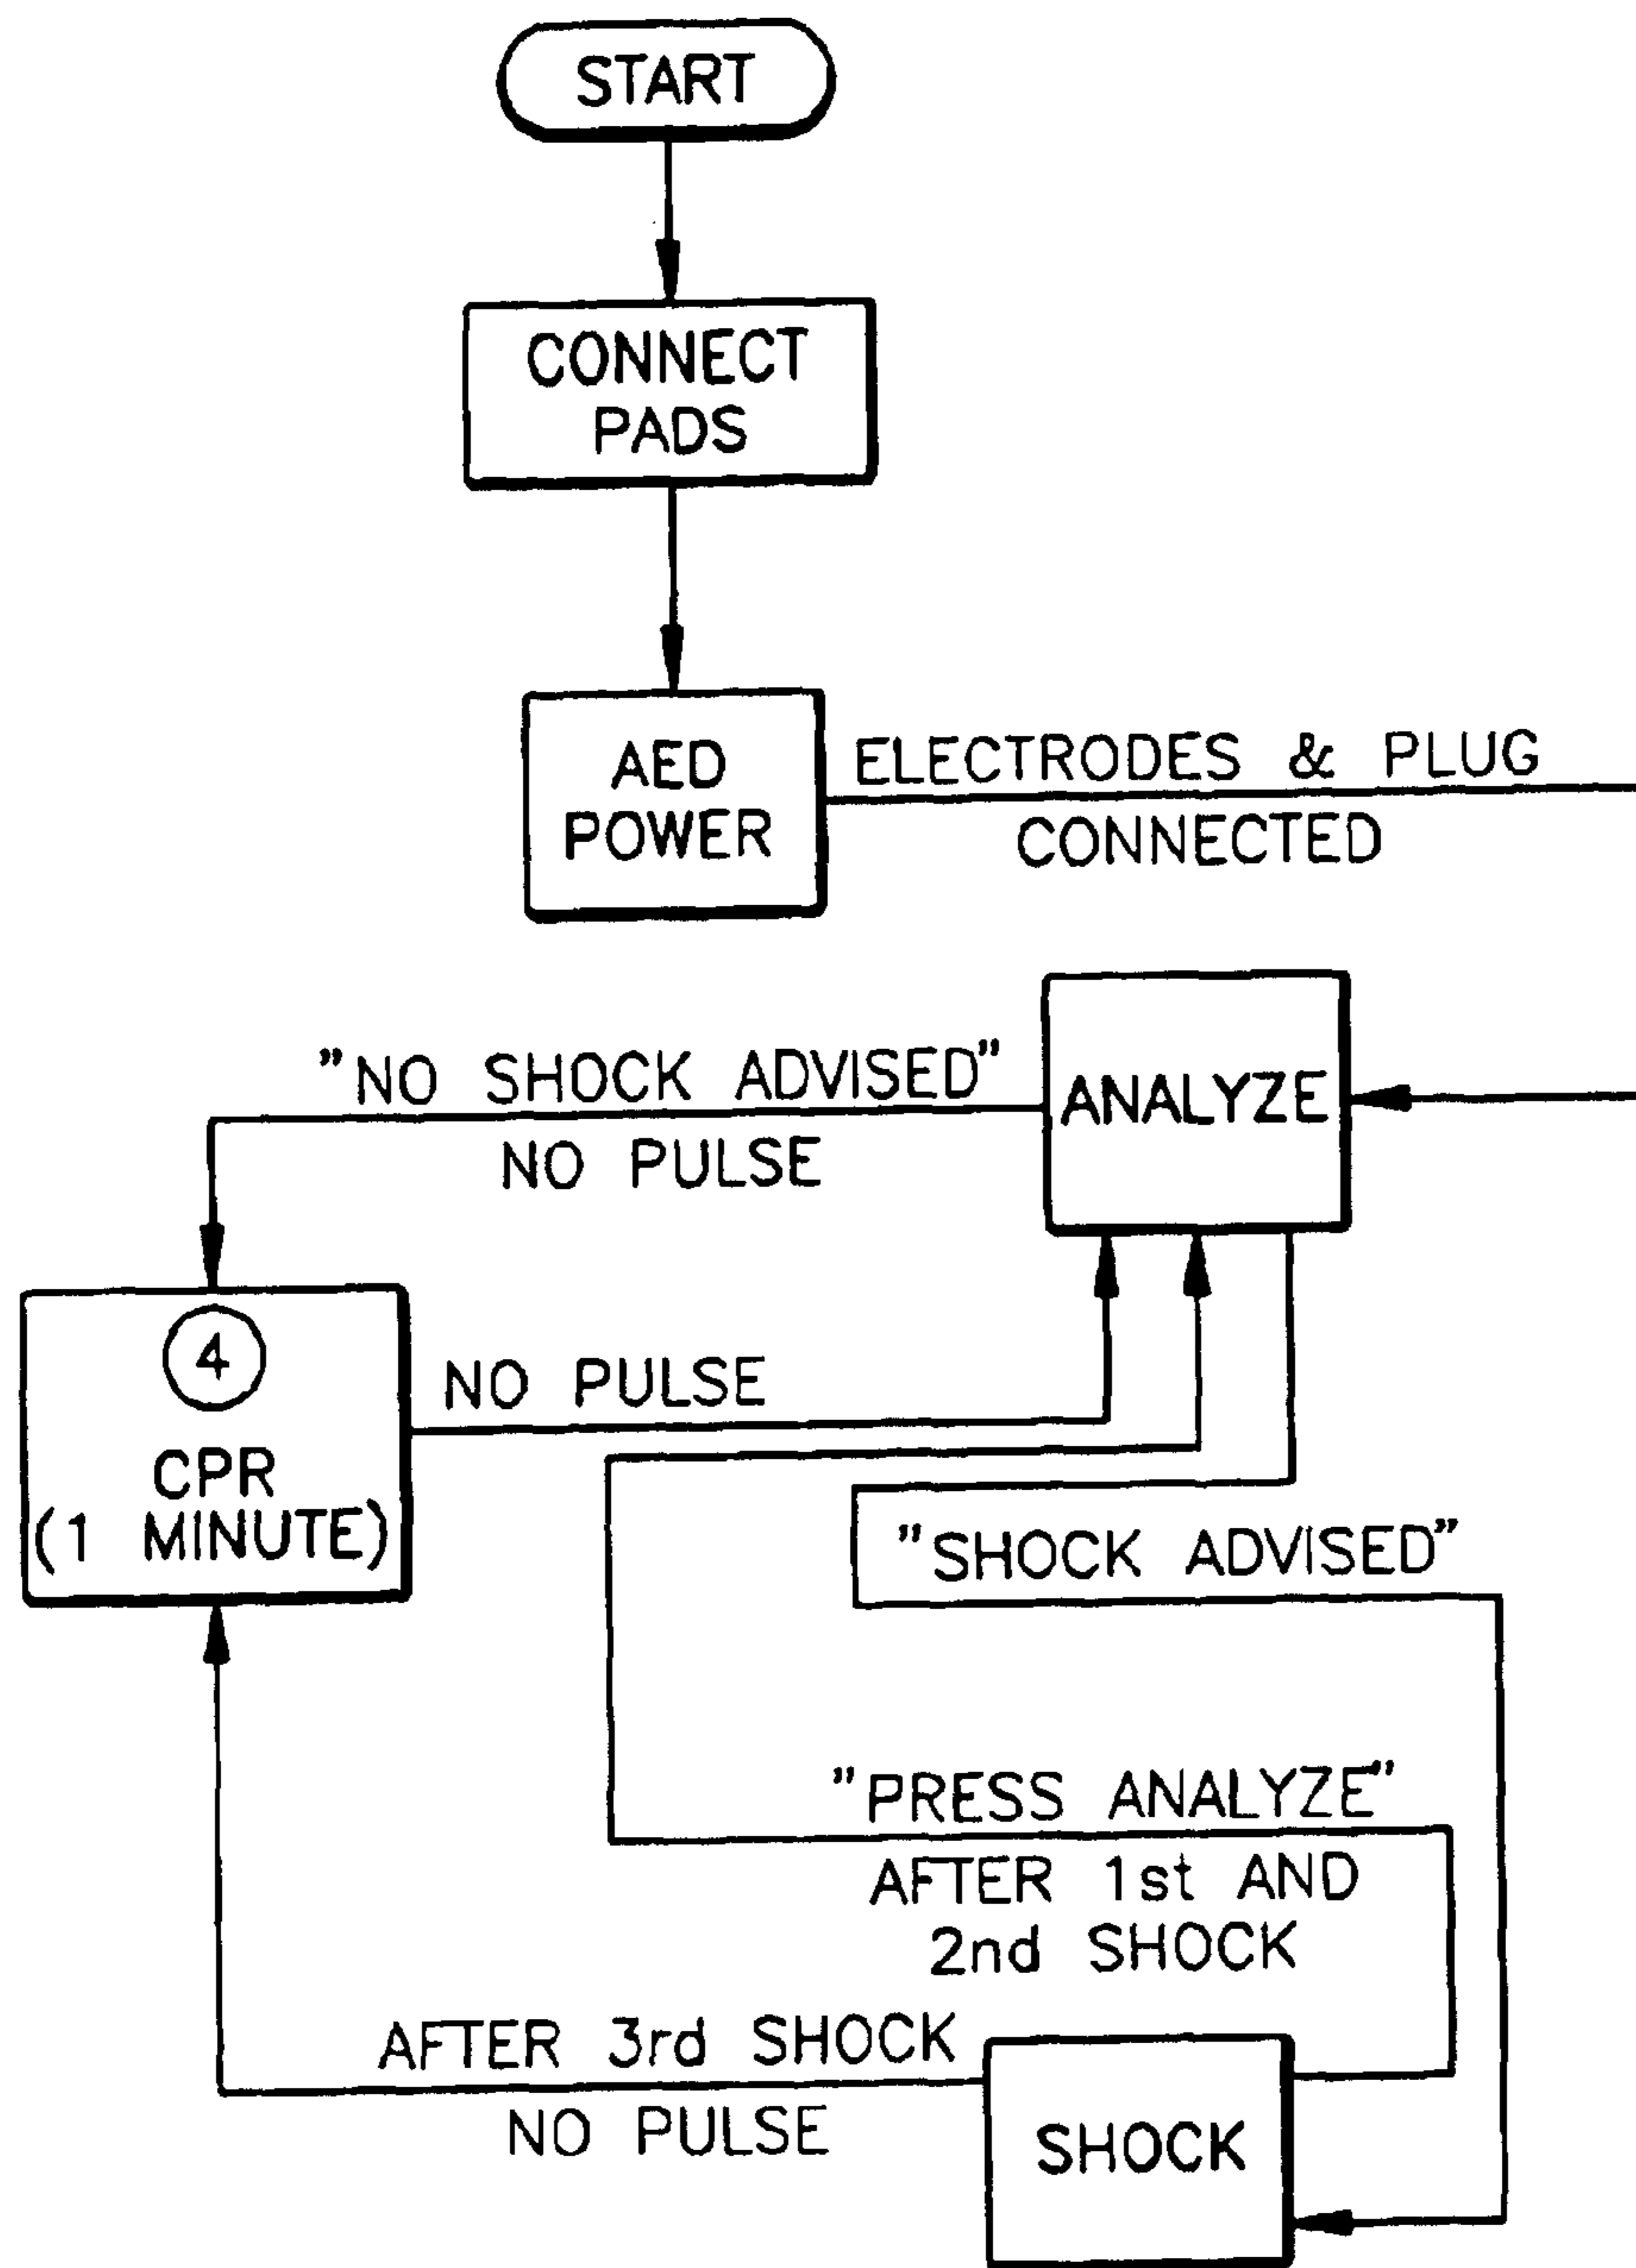 START
CONNECT
PADS
AED
POWER
ELECTRODES & PLUG
CONNECTED
ANALYZE
"NO SHOCK ADVISED"
NO PULSE
4
CPR
(1 MINUTE)
NO PULSE
"SHOCK ADVISED"
"PRESS ANALYZE"
AFTER 1st AND
2nd SHOCK
AFTER 3rd SHOCK
NO PULSE
SHOCK